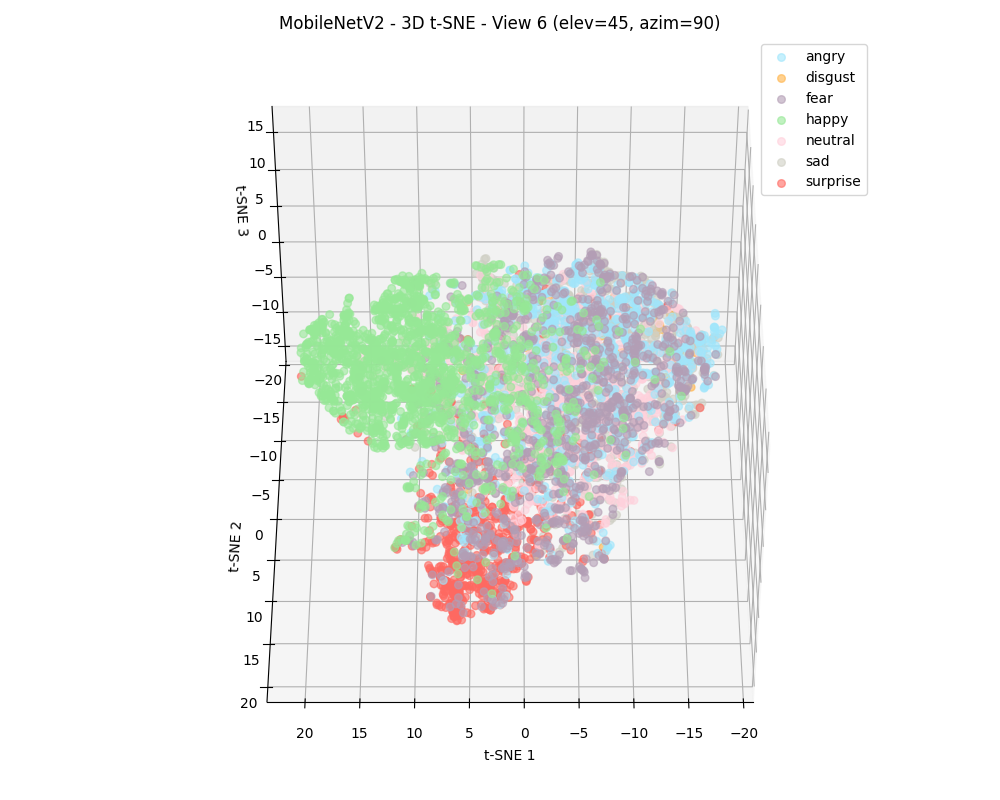 MobileNetV2 - 3D t-SNE - View 6 (elev=45, azim=90)
angry
disgust
fear
happy
neutral
sad
surprise
15
10
5
0
−5
−10
−15
−20
t-SNE 3
−15
−10
−5
0
5
10
15
20
t-SNE 2
20 15 10 5 0 −5 −10 −15 −20
t-SNE 1